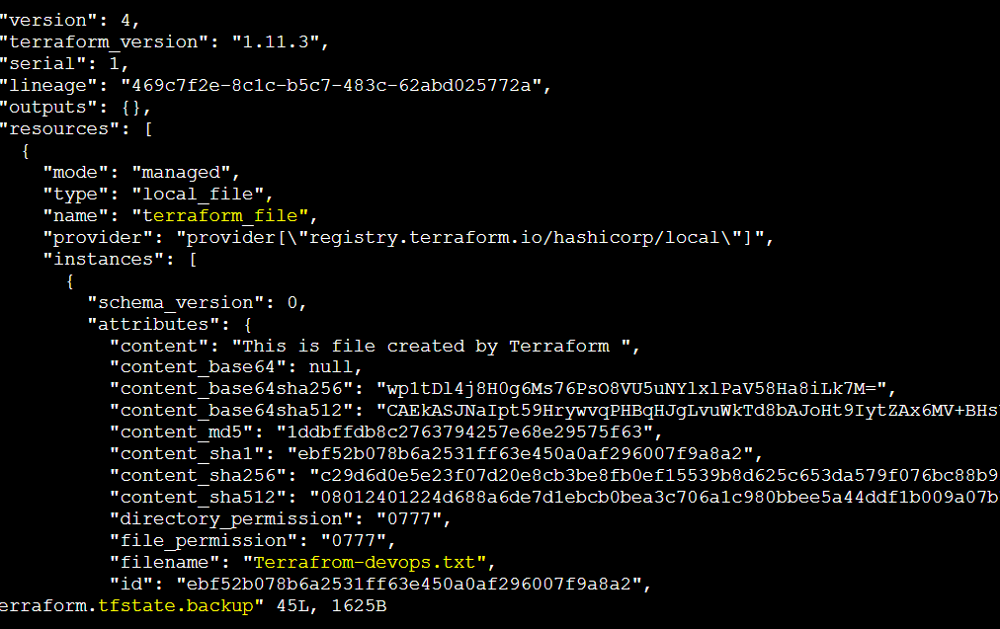 "version": 4,
"terraform_version": "1.11.3",
"serial": 1,
"lineage": "469c7f2e-8c1c-b5c7-483c-62abd025772a",
"outputs": {},
"resources": [
{
"mode": "managed",
"type": "local_file",
"name": "terraform_file",
"provider": "provider[\"registry.terraform.io/hashicorp/local\"]",
"instances": [
{
"schema_version": 0,
"attributes": {
"content": "This is file created by Terraform ",
"content_base64": null,
"content_base64sha256": "wp1tDl4j8H0g6Ms76PsO8VU5uNYlxlPaV58Ha8iLk7M=",
"content_base64sha512": "CAEkASJNaIpt59HrywvqPHBqHJgLvuWkTd8bAJoHt9IytZAx6MV+BHs
"content_md5": "1ddbffdb8c2763794257e68e29575f63",
"content_sha1": "ebf52b078b6a2531ff63e450a0af296007f9a8a2",
"content_sha256": "c29d6d0e5e23f07d20e8cb3be8fb0ef15539b8d625c653da579f076bc88b9
"content_sha512": "08012401224d688a6de7d1ebcb0bea3c706a1c980bbee5a44ddf1b009a07b
"directory_permission": "0777",
"file_permission": "0777",
"filename": "Terrafrom-devops.txt",
"id": "ebf52b078b6a2531ff63e450a0af296007f9a8a2",
erraform.tfstate.backup" 45L, 1625B